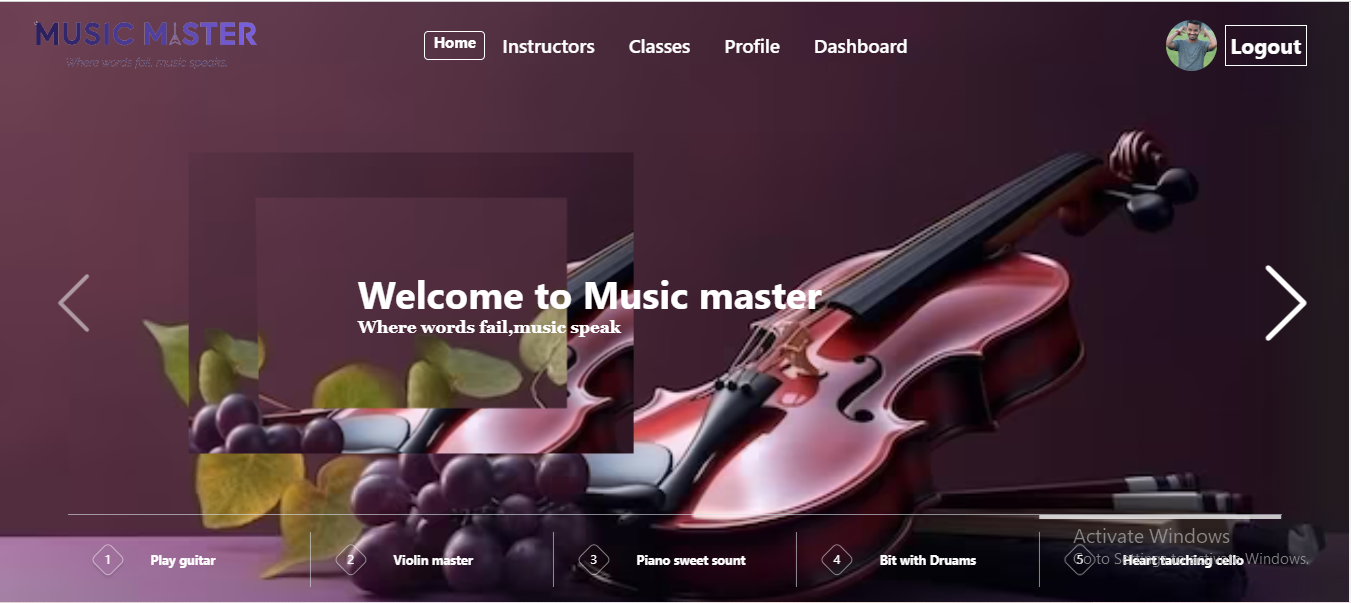 MUSIC MASTER
Where words fail, music speaks.
Home Instructors Classes Profile Dashboard Logout
Welcome to Music master
Where words fail,music speak
Activate Windows
Go to Settings to activate Windows.
1 Play guitar 2 Violin master 3 Piano sweet sount 4 Bit with Druams 5 Heart tauching cello